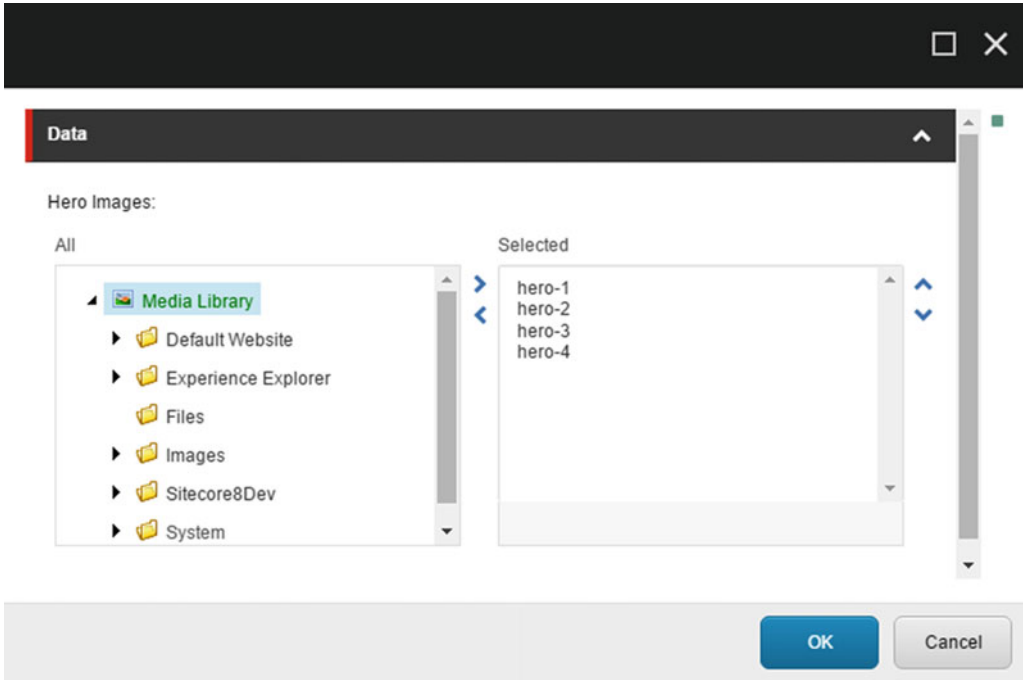 Data
Hero Images:
All
Selected
Media Library
Default Website
Experience Explorer
Files
Images
Sitecore8Dev
System
hero-1
hero-2
hero-3
hero-4
OK
Cancel